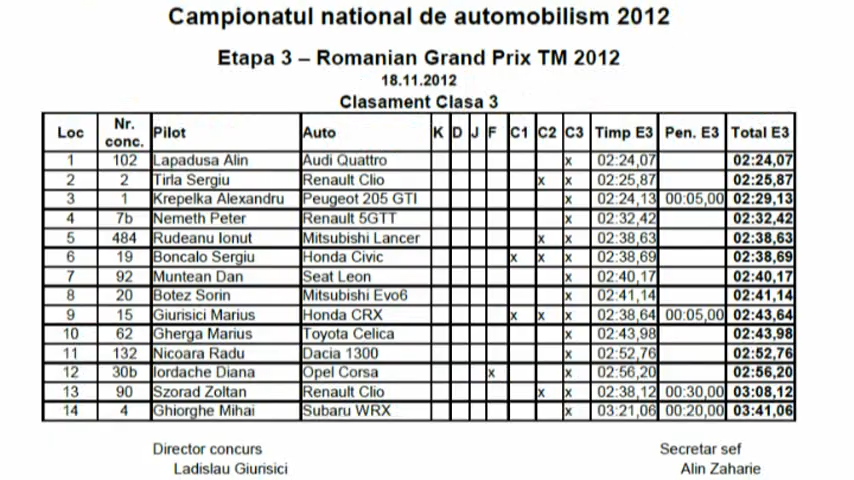 Campionatul national de automobilism 2012
Etapa 3 – Romanian Grand Prix TM 2012
18.11.2012
Clasament Clasa 3
Loc Nr. conc. Pilot Auto K D J F C1 C2 C3 Timp E3 Pen. E3 Total E3
1 102 Lapadusa Alin Audi Quattro x 02:24,07 02:24,07
2 2 Tirla Sergiu Renault Clio x x 02:25,87 02:25,87
3 1 Krepelka Alexandru Peugeot 205 GTI x 02:24,13 00:05,00 02:29,13
4 7b Nemeth Peter Renault 5GTT x 02:32,42 02:32,42
5 484 Rudeanu Ionut Mitsubishi Lancer x x 02:38,63 02:38,63
6 19 Boncalo Sergiu Honda Civic x x x 02:38,69 02:38,69
7 92 Muntean Dan Seat Leon x 02:40,17 02:40,17
8 20 Botez Sorin Mitsubishi Evo6 x 02:41,14 02:41,14
9 15 Giurisici Marius Honda CRX x x x 02:38,64 00:05,00 02:43,64
10 62 Gherga Marius Toyota Celica x 02:43,98 02:43,98
11 132 Nicoara Radu Dacia 1300 x 02:52,76 02:52,76
12 30b Iordache Diana Opel Corsa x x 02:56,20 02:56,20
13 90 Szorad Zoltan Renault Clio x x 02:38,12 00:30,00 03:08,12
14 4 Ghiorghe Mihai Subaru WRX x 03:21,06 00:20,00 03:41,06
Director concurs Secretar sef
Ladislau Giurisici Alin Zaharie